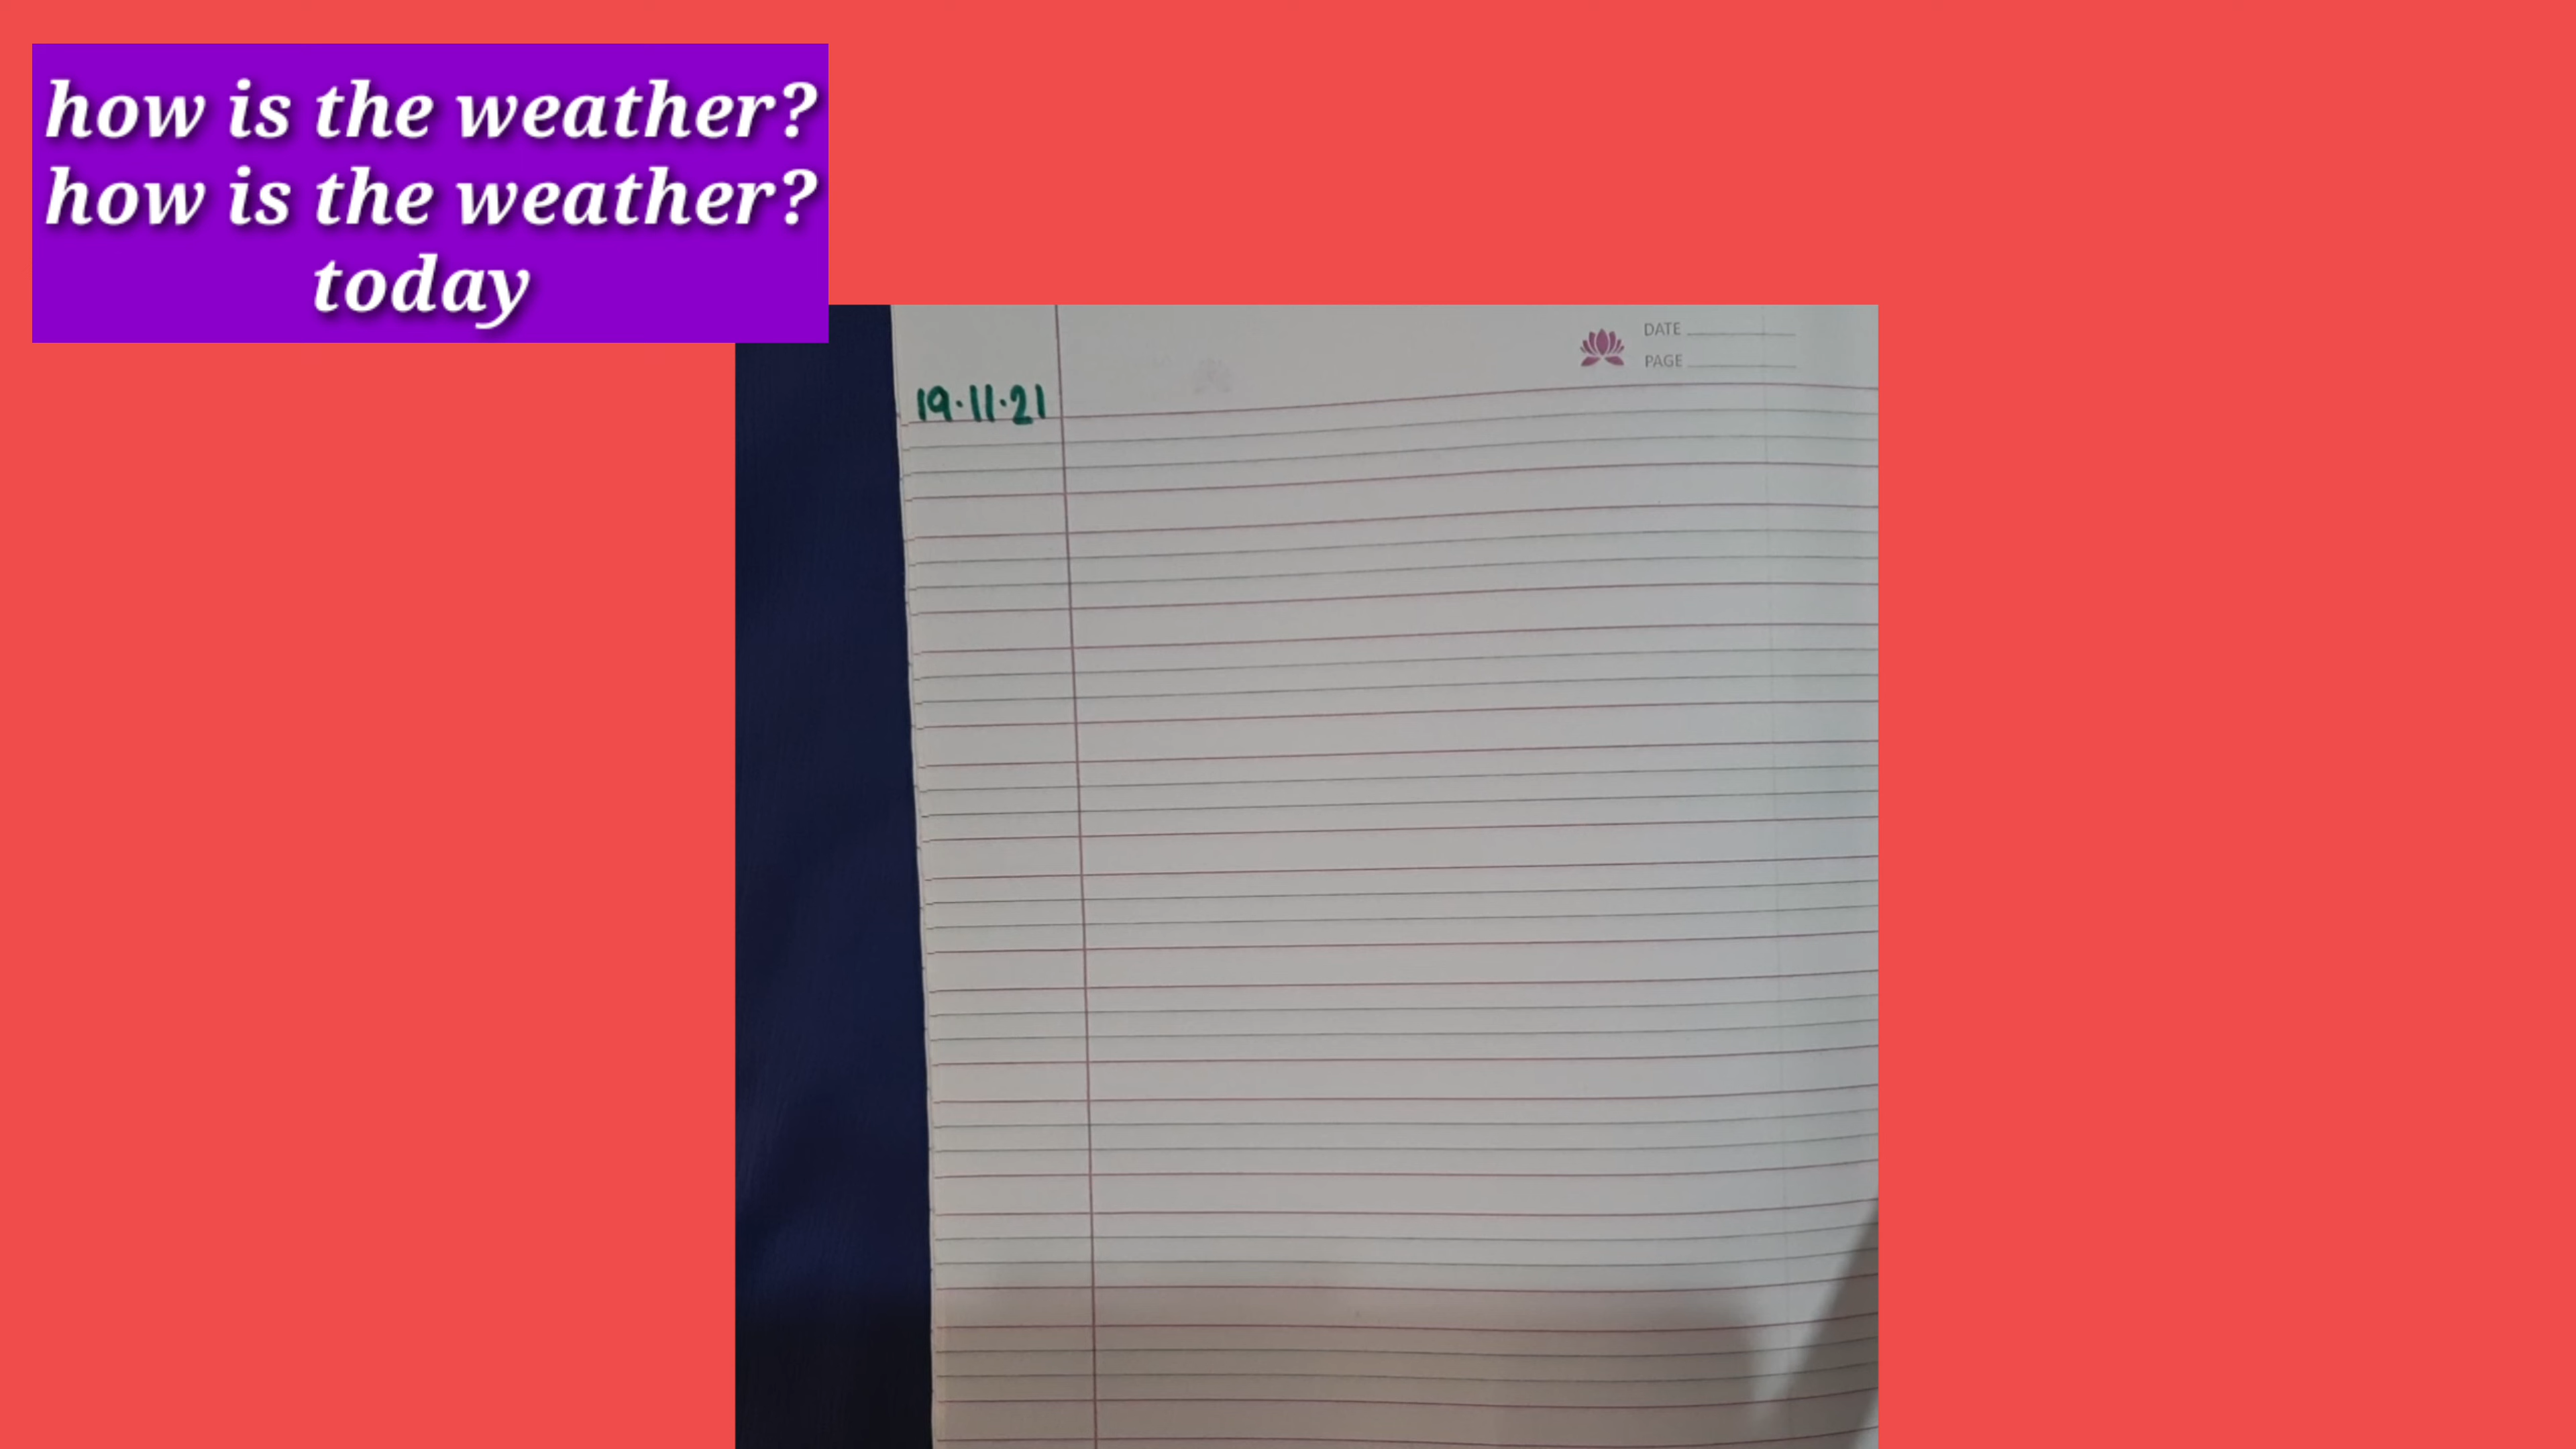 how is the weather?
how is the weather?
today
DATE
PAGE
19.11.21